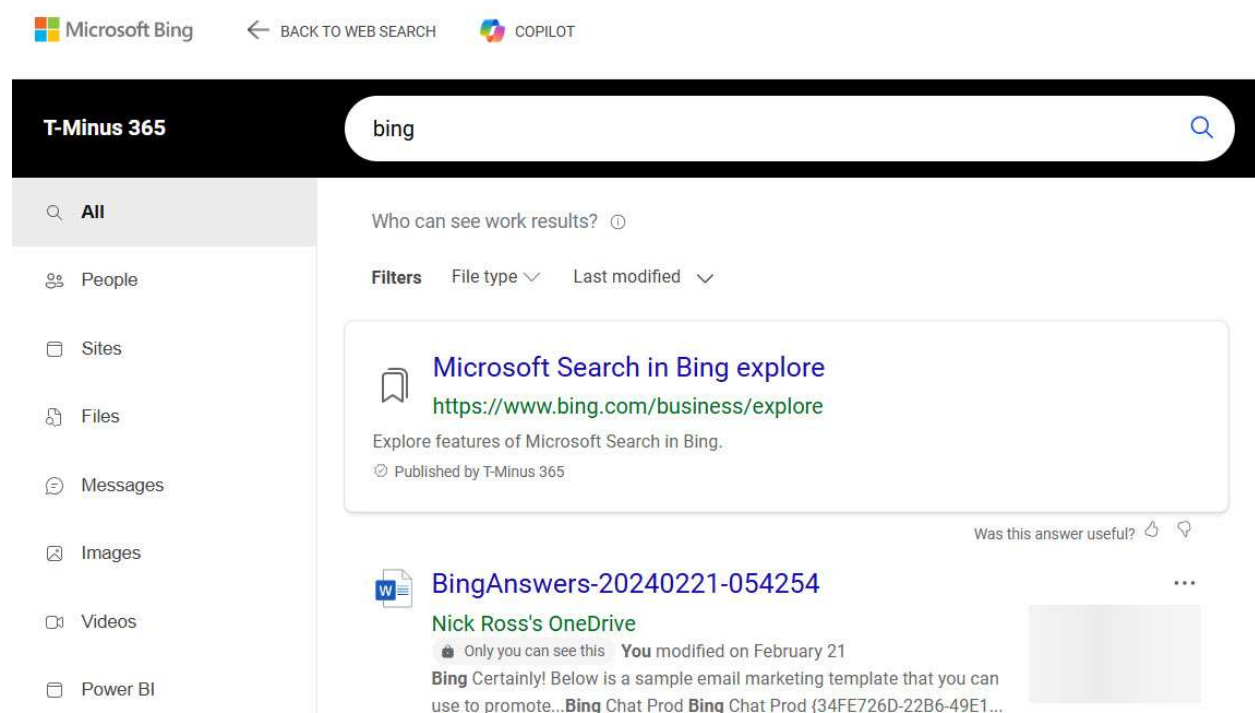 Microsoft Bing
BACK TO WEB SEARCH
COPILOT
T-Minus 365
bing
All
People
Sites
Files
Messages
Images
Videos
Power BI
Who can see work results?
Filters File type Last modified
Microsoft Search in Bing explore
https://www.bing.com/business/explore
Explore features of Microsoft Search in Bing.
Published by T-Minus 365
Was this answer useful?
BingAnswers-20240221-054254
Nick Ross's OneDrive
Only you can see this You modified on February 21
Bing Certainly! Below is a sample email marketing template that you can
use to promote...Bing Chat Prod Bing Chat Prod {34FE726D-22B6-49E1...